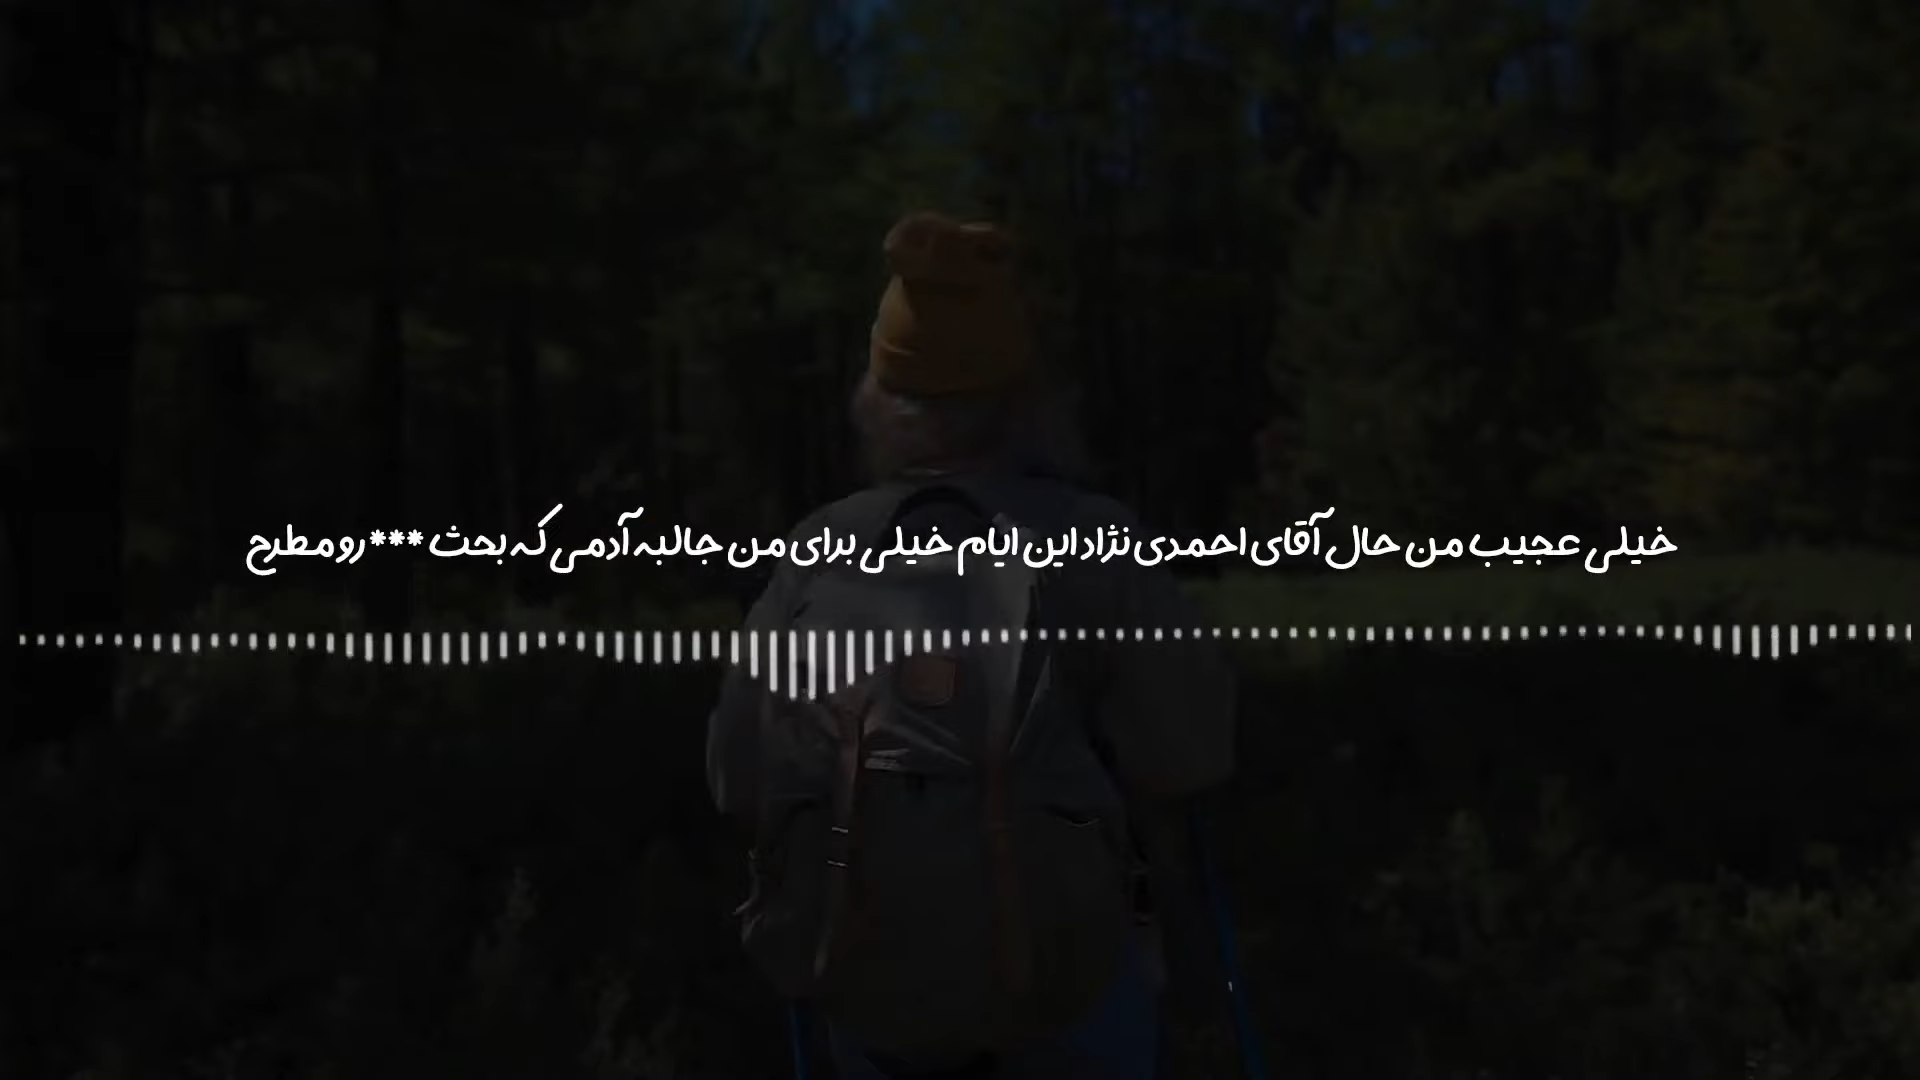 خیلی عجیب من حال آقای احمدی نژاد این ایام خیلی برای من جالبه آدمی که بحث *** رو مطرح